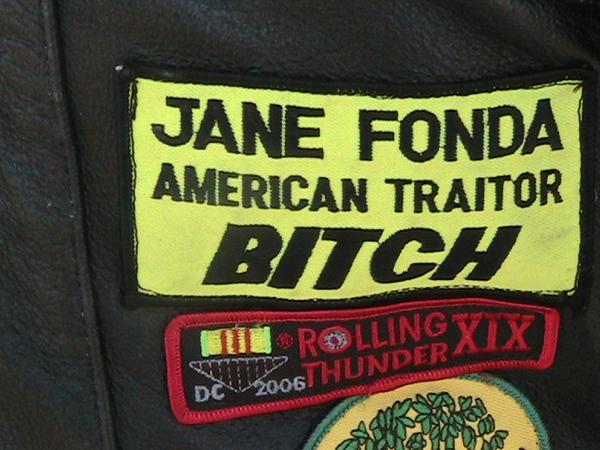 JANE FONDA
AMERICAN TRAITOR
BITCH
® ROLLING XIX
THUNDER
DC 2006